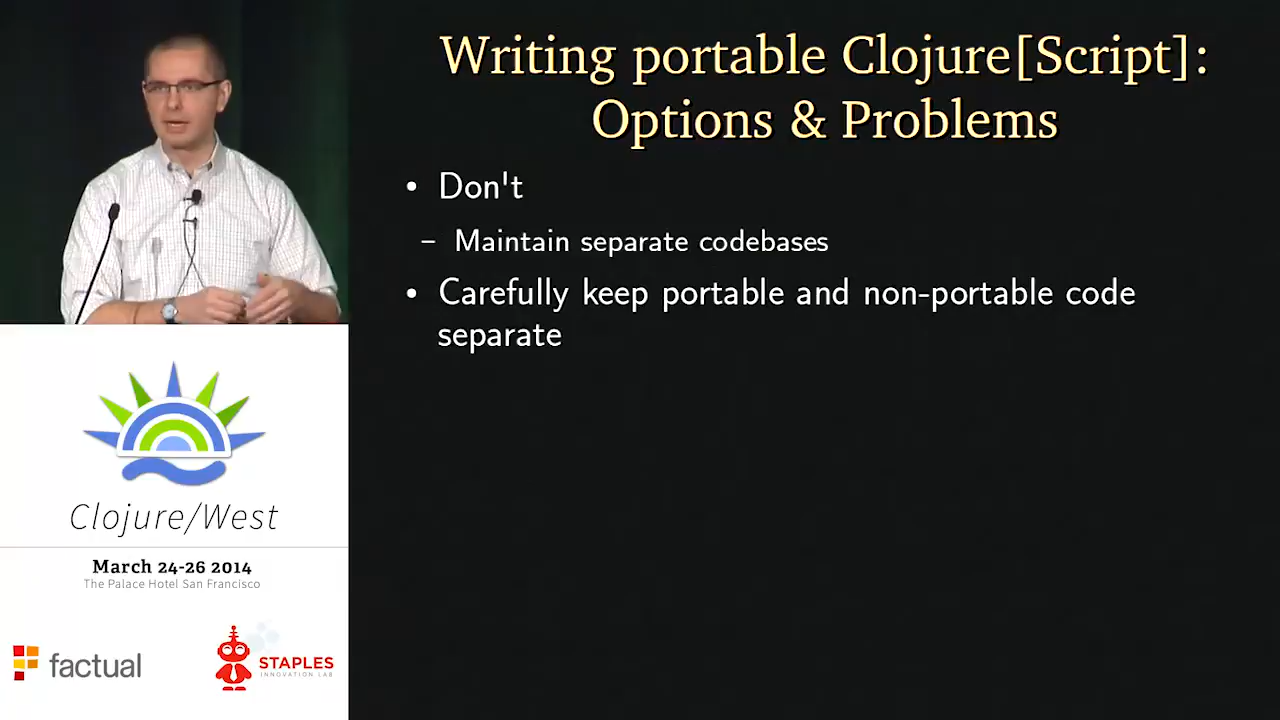 Writing portable Clojure[Script]:
Options & Problems
• Don't
– Maintain separate codebases
• Carefully keep portable and non-portable code
separate
Clojure/West
March 24-26 2014
The Palace Hotel San Francisco
factual
STAPLES
INNOVATION LAB